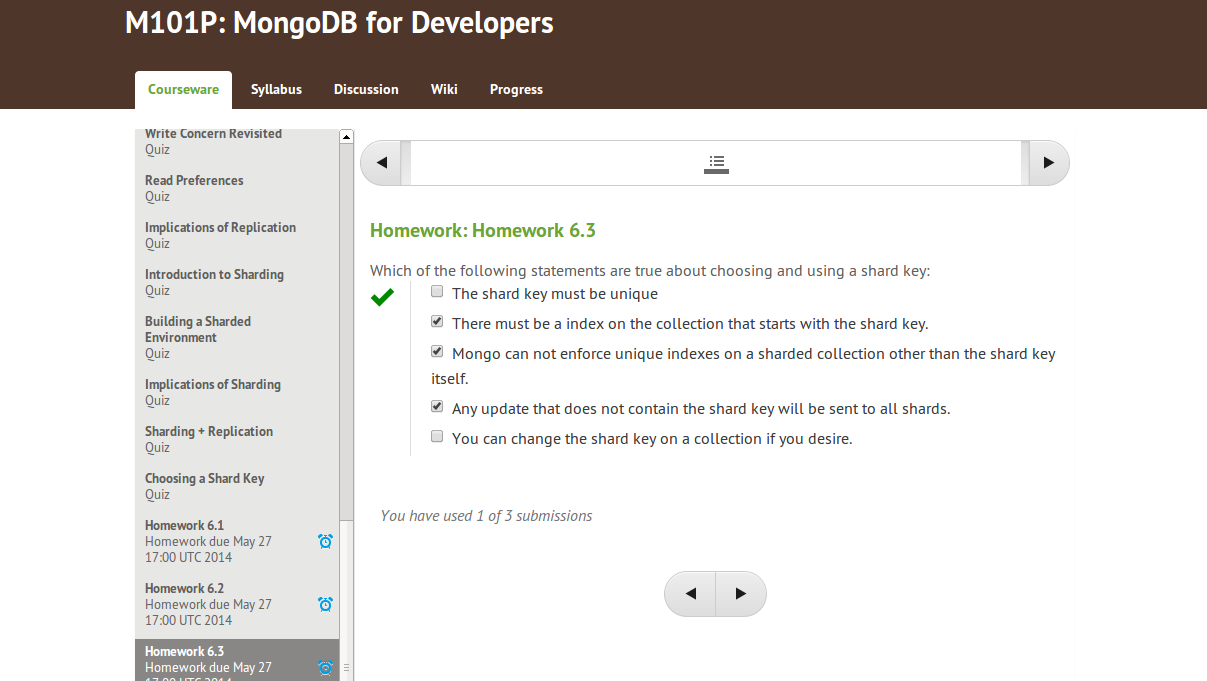 M101P: MongoDB for Developers
Courseware
Syllabus
Discussion
Wiki
Progress
Write Concern Revisited
Quiz
Read Preferences
Quiz
Implications of Replication
Quiz
Introduction to Sharding
Quiz
Building a Sharded
Environment
Quiz
Implications of Sharding
Quiz
Sharding + Replication
Quiz
Choosing a Shard Key
Quiz
Homework 6.1
Homework due May 27
17:00 UTC 2014
Homework 6.2
Homework due May 27
17:00 UTC 2014
Homework 6.3
Homework due May 27
17:00 UTC 2014
Homework: Homework 6.3
Which of the following statements are true about choosing and using a shard key:
The shard key must be unique
There must be a index on the collection that starts with the shard key.
Mongo can not enforce unique indexes on a sharded collection other than the shard key
itself.
Any update that does not contain the shard key will be sent to all shards.
You can change the shard key on a collection if you desire.
You have used 1 of 3 submissions